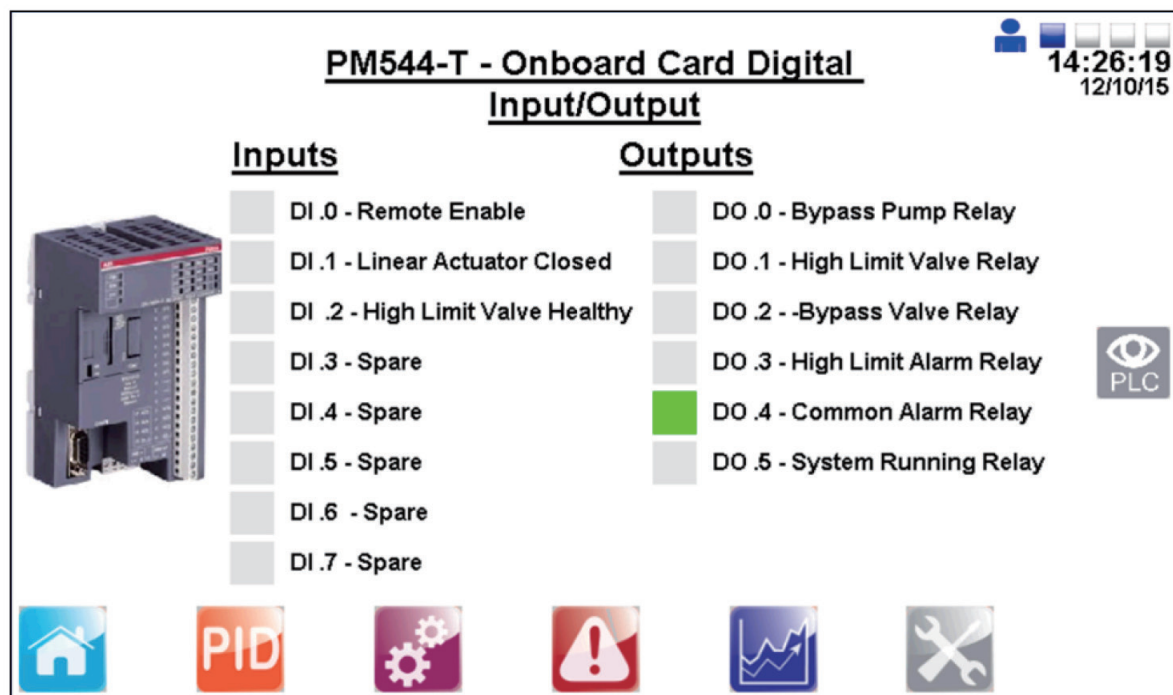 14:26:19
12/10/15
PM544-T - Onboard Card Digital
Input/Output
Inputs
DI .0 - Remote Enable
DI .1 - Linear Actuator Closed
DI .2 - High Limit Valve Healthy
DI .3 - Spare
DI .4 - Spare
DI .5 - Spare
DI .6 - Spare
DI .7 - Spare
Outputs
DO .0 - Bypass Pump Relay
DO .1 - High Limit Valve Relay
DO .2 - -Bypass Valve Relay
DO .3 - High Limit Alarm Relay
DO .4 - Common Alarm Relay
DO .5 - System Running Relay
PLC
PID